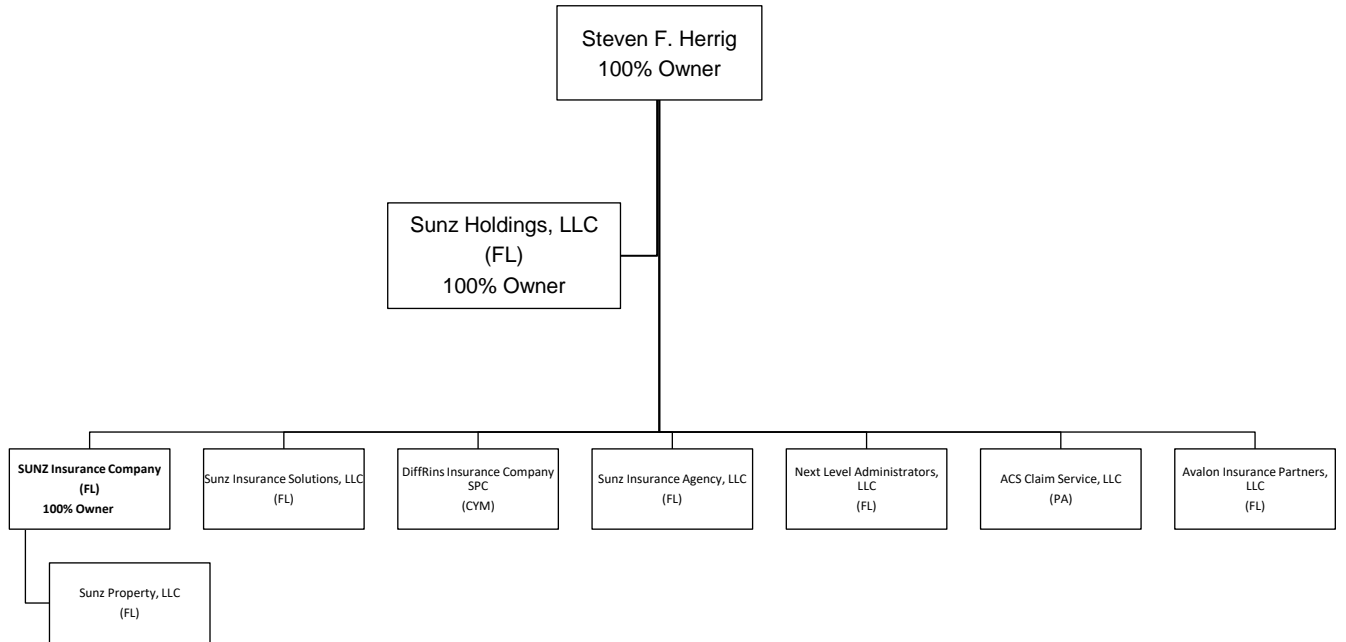 Steven F. Herrig
100% Owner
Sunz Holdings, LLC
(FL)
100% Owner
SUNZ Insurance Company
(FL)
100% Owner
Sunz Insurance Solutions, LLC
(FL)
DiffRins Insurance Company
SPC
(CYM)
Sunz Insurance Agency, LLC
(FL)
Next Level Administrators,
LLC
(FL)
ACS Claim Service, LLC
(PA)
Avalon Insurance Partners,
LLC
(FL)
Sunz Property, LLC
(FL)